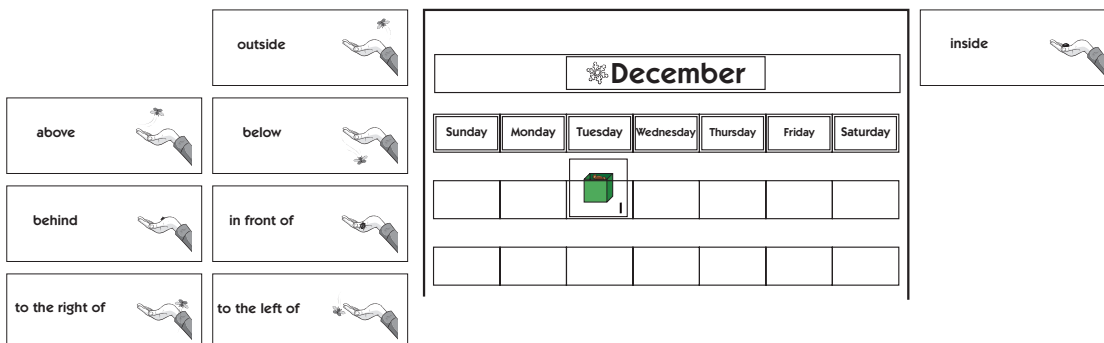 outside
above
below
behind
in front of
to the right of
to the left of
December
Sunday Monday Tuesday Wednesday Thursday Friday Saturday
1
inside